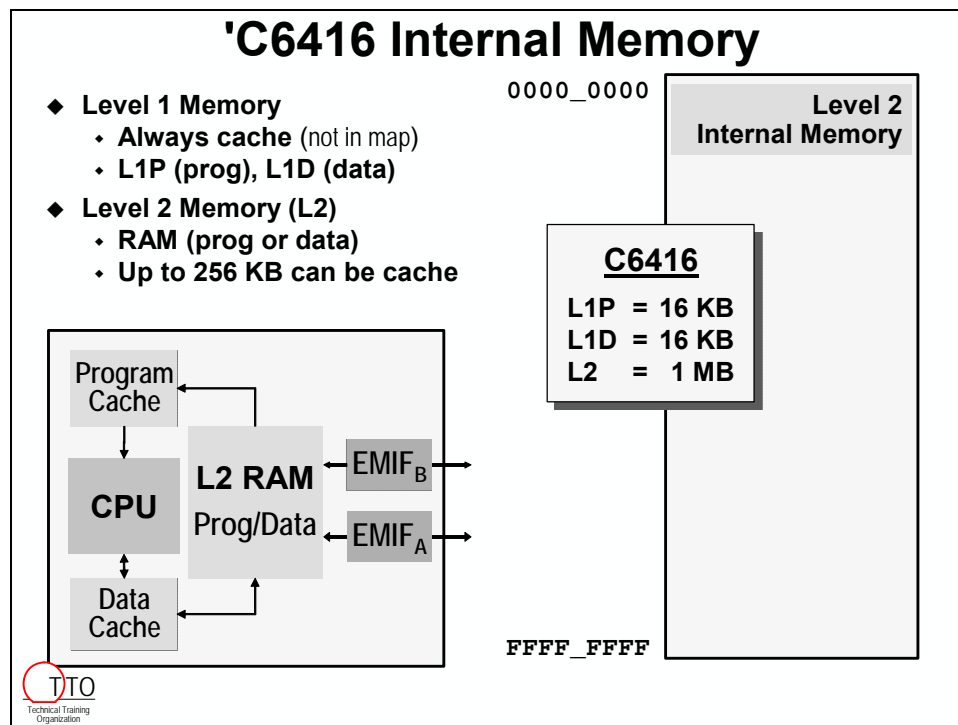 'C6416 Internal Memory
◆ Level 1 Memory
◆ Always cache (not in map)
◆ L1P (prog), L1D (data)
◆ Level 2 Memory (L2)
◆ RAM (prog or data)
◆ Up to 256 KB can be cache
Program
Cache
CPU
Data
Cache
L2 RAM
Prog/Data
EMIF_B
EMIF_A
0000_0000
Level 2
Internal Memory
C6416
L1P = 16 KB
L1D = 16 KB
L2 = 1 MB
FFFF_FFFF
TTO
Technical Training
Organization